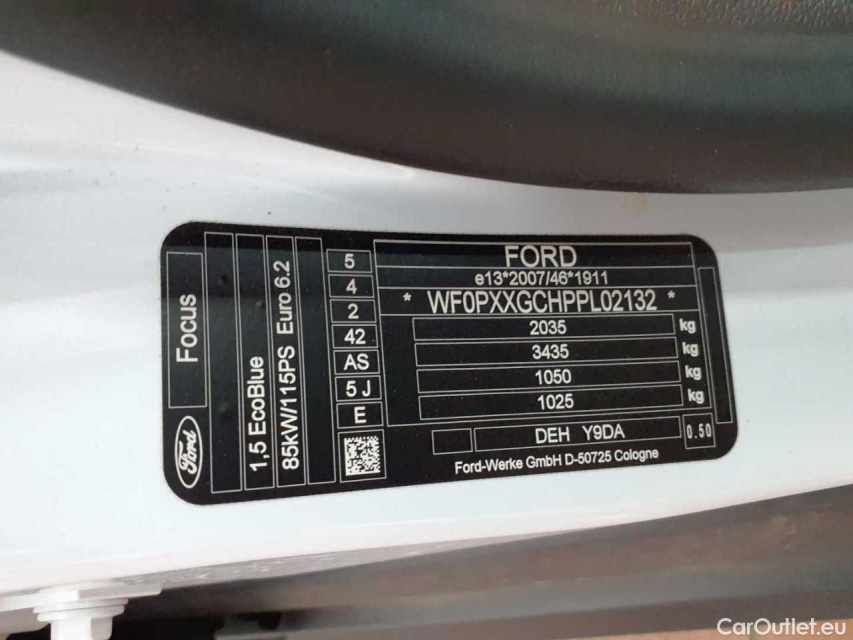 FORD
e13*2007/46*1911
* WF0PXXGCHPPL02132 *
2035 kg
3435 kg
1050 kg
1025 kg
DEH Y9DA
0.50
Ford-Werke GmbH D-50725 Cologne
5
4
2
42
AS
5 J
E
Focus
Ford
1,5 EcoBlue
85kW/115PS Euro 6.2
CarOutlet.eu